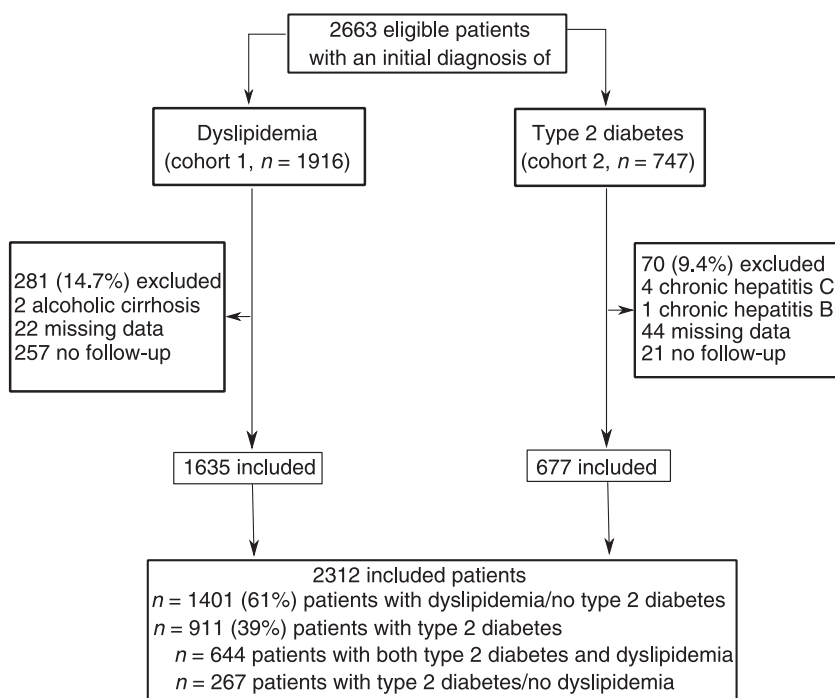 2663 eligible patients
with an initial diagnosis of
Dyslipidemia
(cohort 1, n = 1916)
Type 2 diabetes
(cohort 2, n = 747)
281 (14.7%) excluded
2 alcoholic cirrhosis
22 missing data
257 no follow-up
70 (9.4%) excluded
4 chronic hepatitis C
1 chronic hepatitis B
44 missing data
21 no follow-up
1635 included
677 included
2312 included patients
n = 1401 (61%) patients with dyslipidemia/no type 2 diabetes
n = 911 (39%) patients with type 2 diabetes
n = 644 patients with both type 2 diabetes and dyslipidemia
n = 267 patients with type 2 diabetes/no dyslipidemia